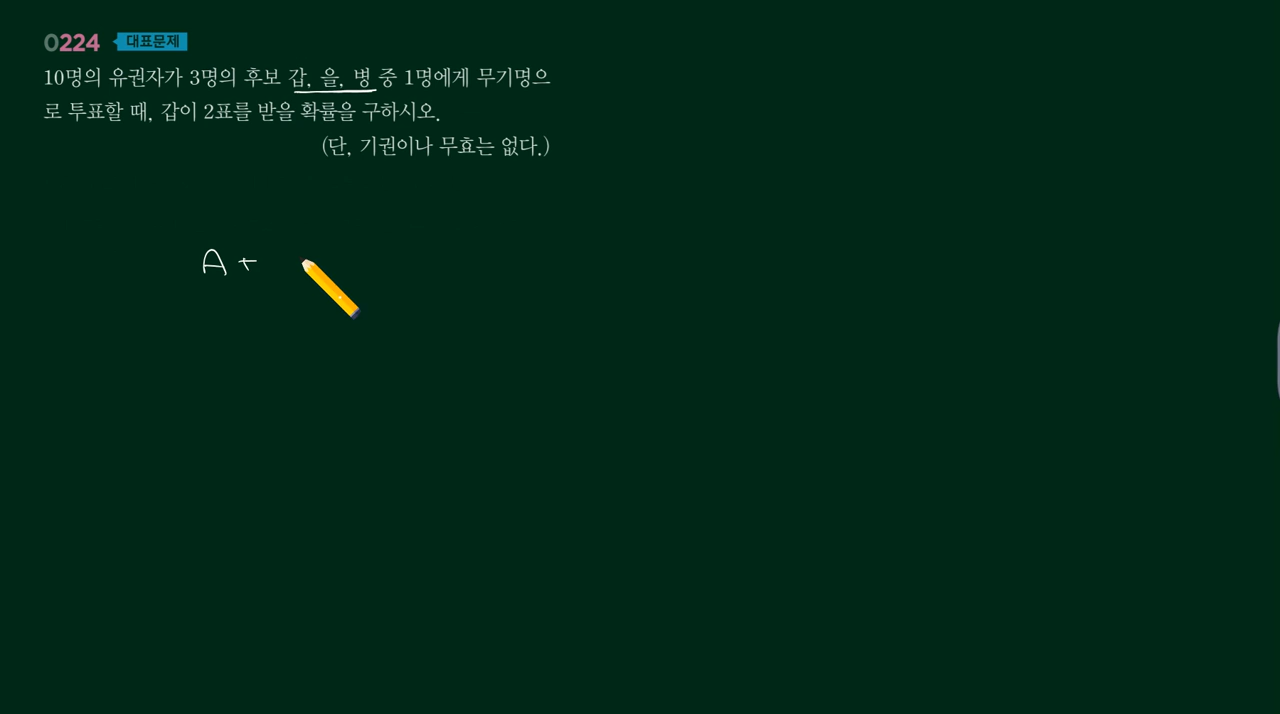 0224 대표문제
10명의 유권자가 3명의 후보 갑, 을, 병 중 1명에게 무기명으
로 투표할 때, 갑이 2표를 받을 확률을 구하시오.
(단, 기권이나 무효는 없다.)
A +